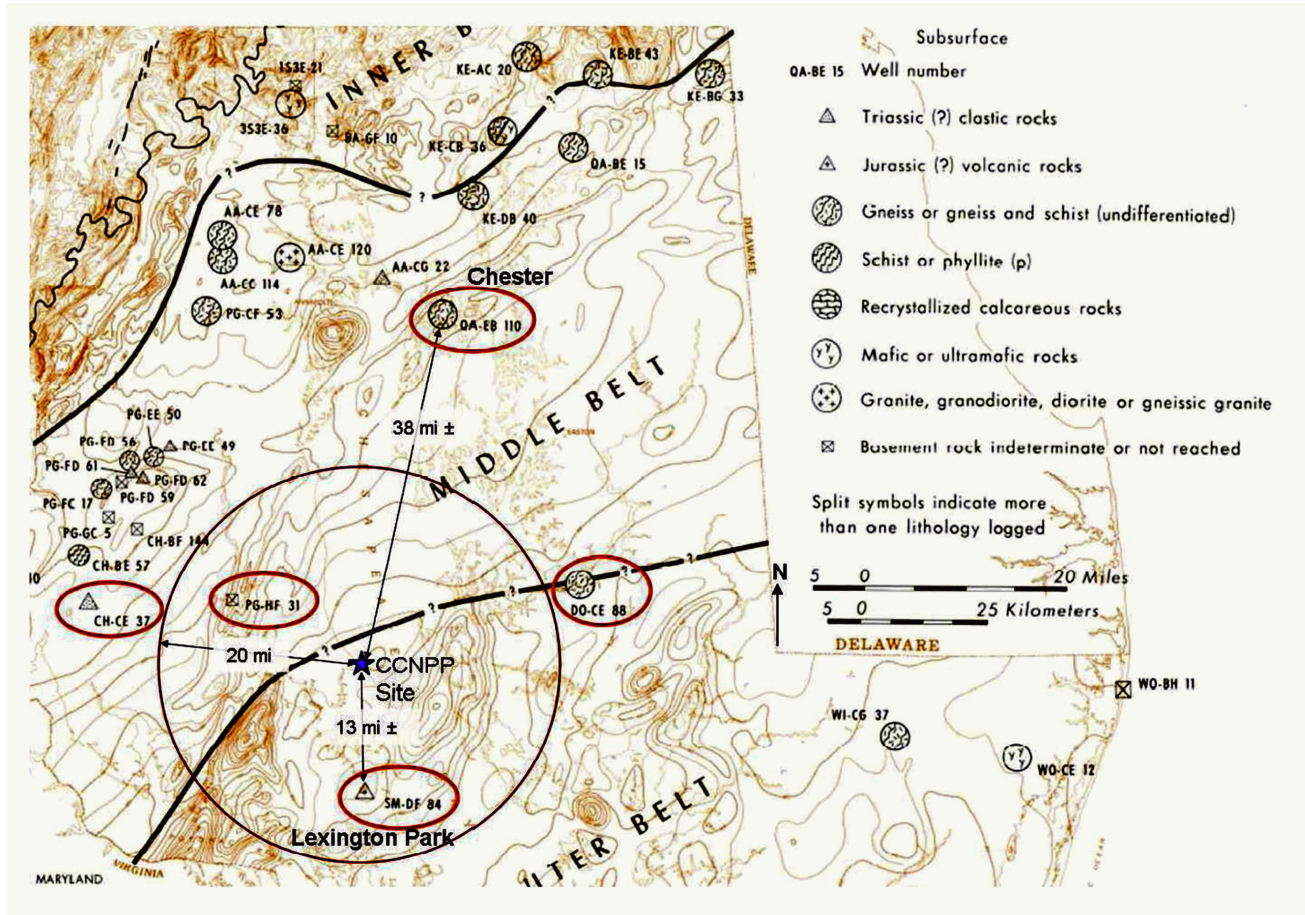 INNER B
1S3E-21
3S3E-36
BA-GF 10
KE-AC 20
KE-BE 43
KE-BG 33
KE-CB 36
QA-BE 15
KE-DB 40
?
?
?
AA-CE 78
AA-CE 120
AA-CC 114
PG-CF 53
AA-CG 22
Chester
QA-EB 110
DELAWARE
38 mi ±
MIDDLE BELT
EASTON
PG-EE 50
PG-FD 56
PG-CE 49
PG-FD 61
PG-FD 62
PG-FD 59
PG-FC 17
PG-GC 5
CH-BF 144
CH-BE 57
CH-CE 37
PG-HF 31
DO-CE 88
?
?
?
?
?
20 mi
CCNPP
Site
13 mi ±
SM-DF 84
Lexington Park
UTER BELT
VIRGINIA
MARYLAND
Subsurface
QA-BE 15 Well number
Triassic (?) clastic rocks
Jurassic (?) volcanic rocks
Gneiss or gneiss and schist (undifferentiated)
Schist or phyllite (p)
Recrystallized calcareous rocks
Mafic or ultramafic rocks
Granite, granodiorite, diorite or gneissic granite
Basement rock indeterminate or not reached
Split symbols indicate more
than one lithology logged
N
5 0 20 Miles
5 0 25 Kilometers
DELAWARE
WO-BH 11
WI-CG 37
WO-CE 12
OCEAN